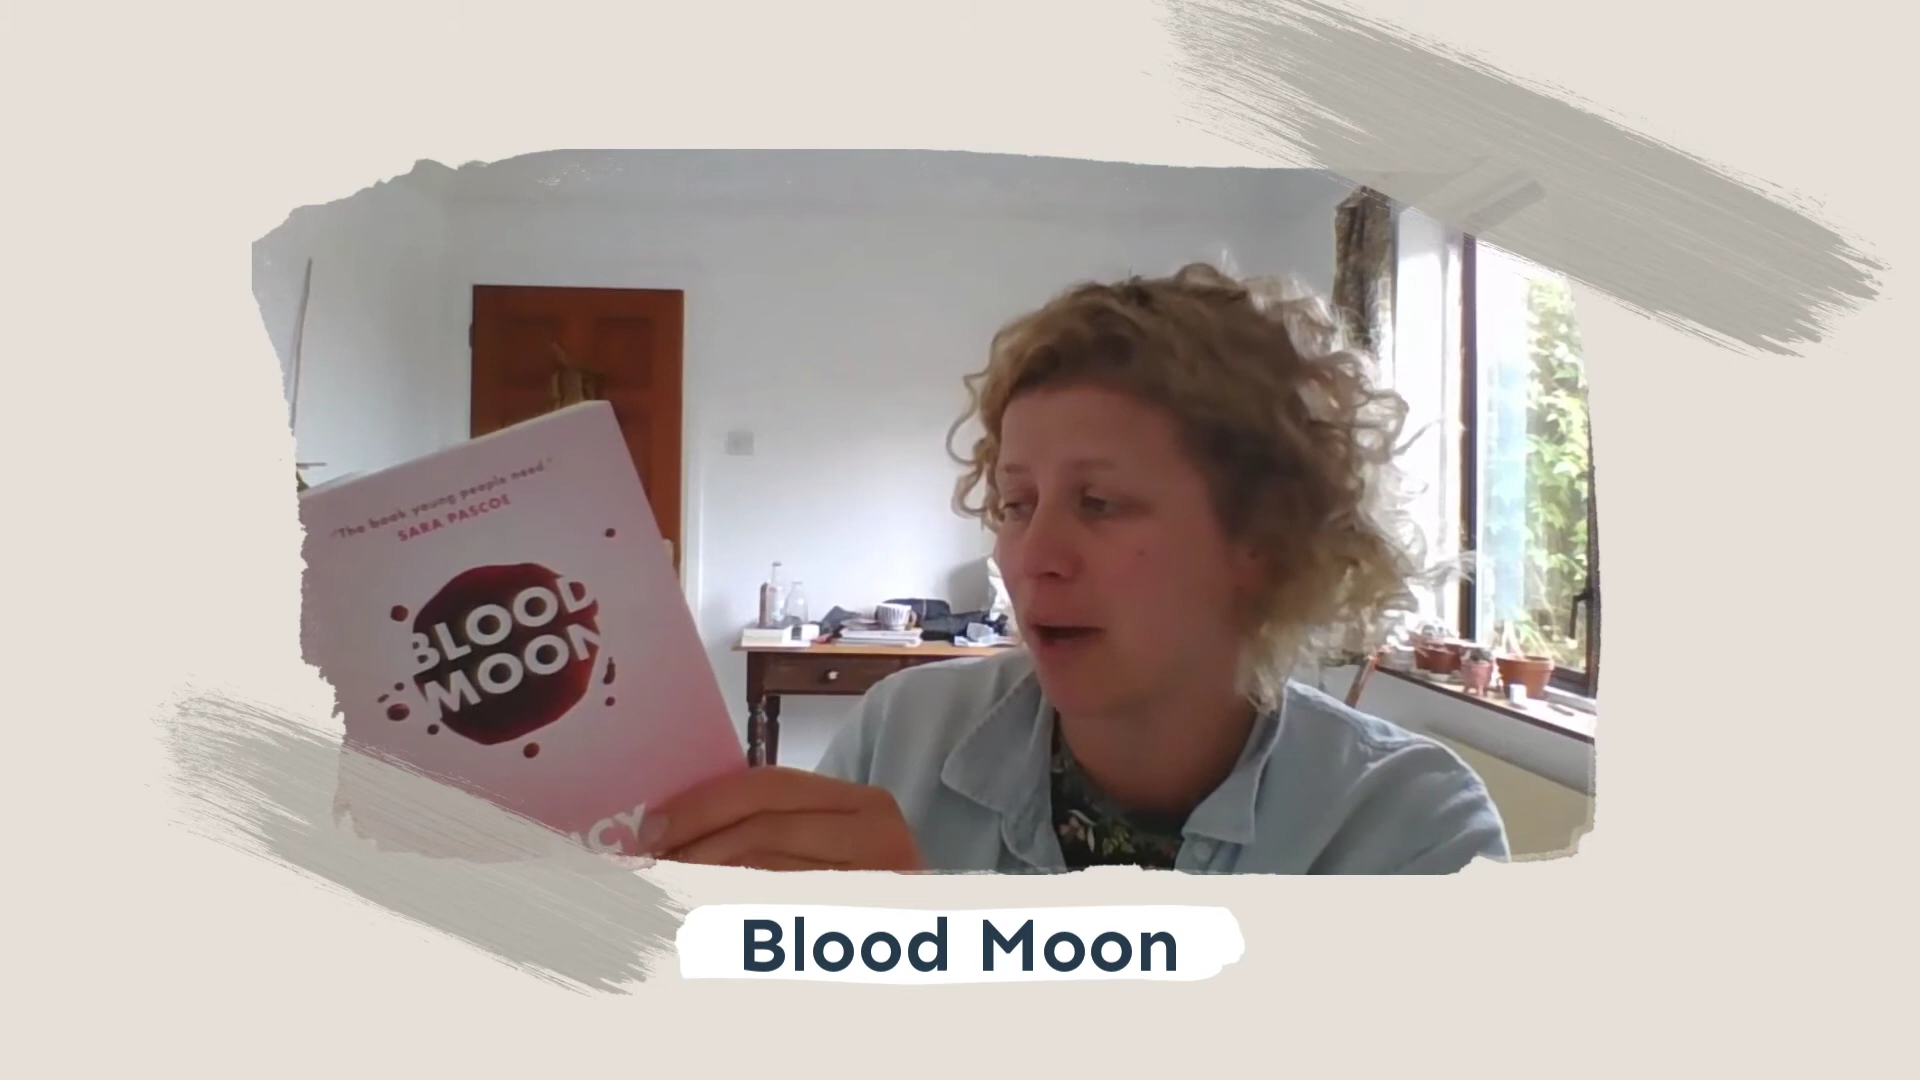 "The book young people need."
SARA PASCOE
BLOOD
MOON
Blood Moon